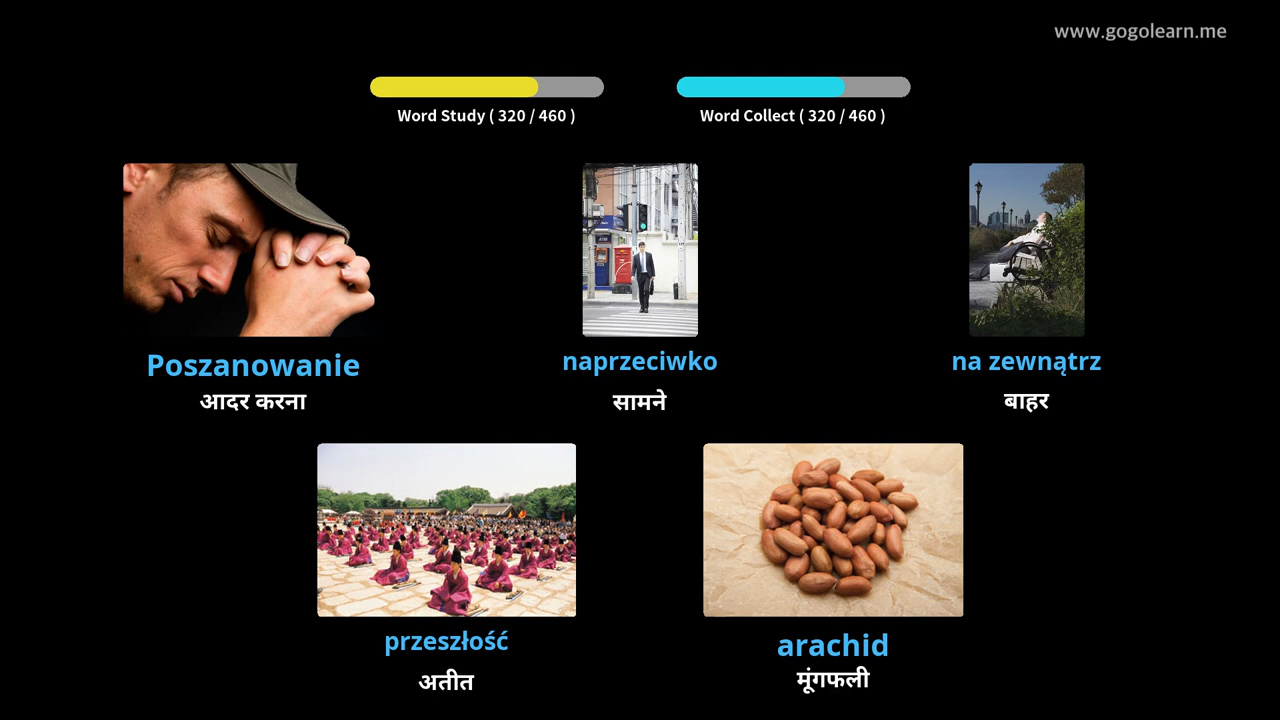 www.gogolearn.me
Word Study ( 320 / 460 )
Word Collect ( 320 / 460 )
Poszanowanie
आदर करना
naprzeciwko
सामने
na zewnątrz
बाहर
przeszłość
अतीत
arachid
मूंगफली